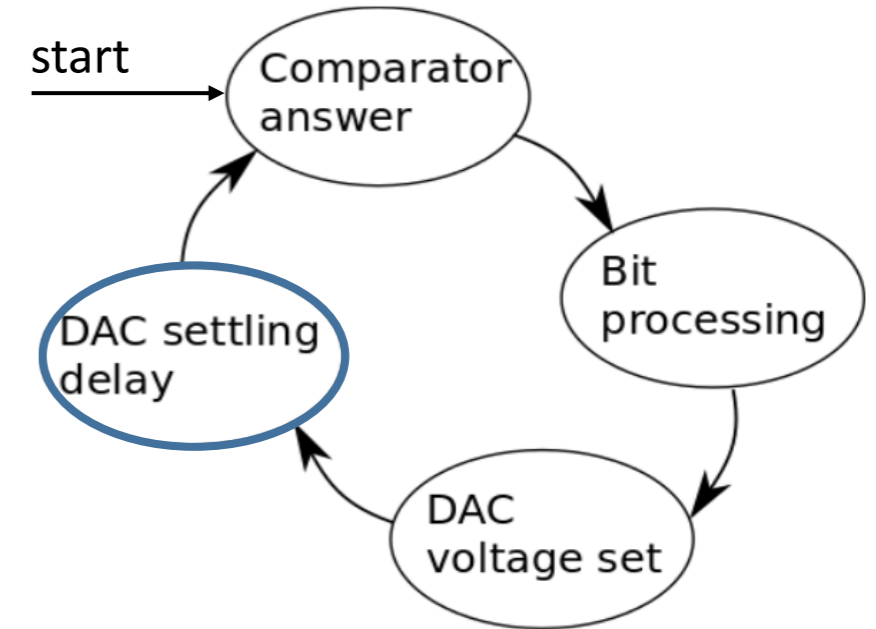 start
Comparator
answer
Bit
processing
DAC
voltage set
DAC settling
delay